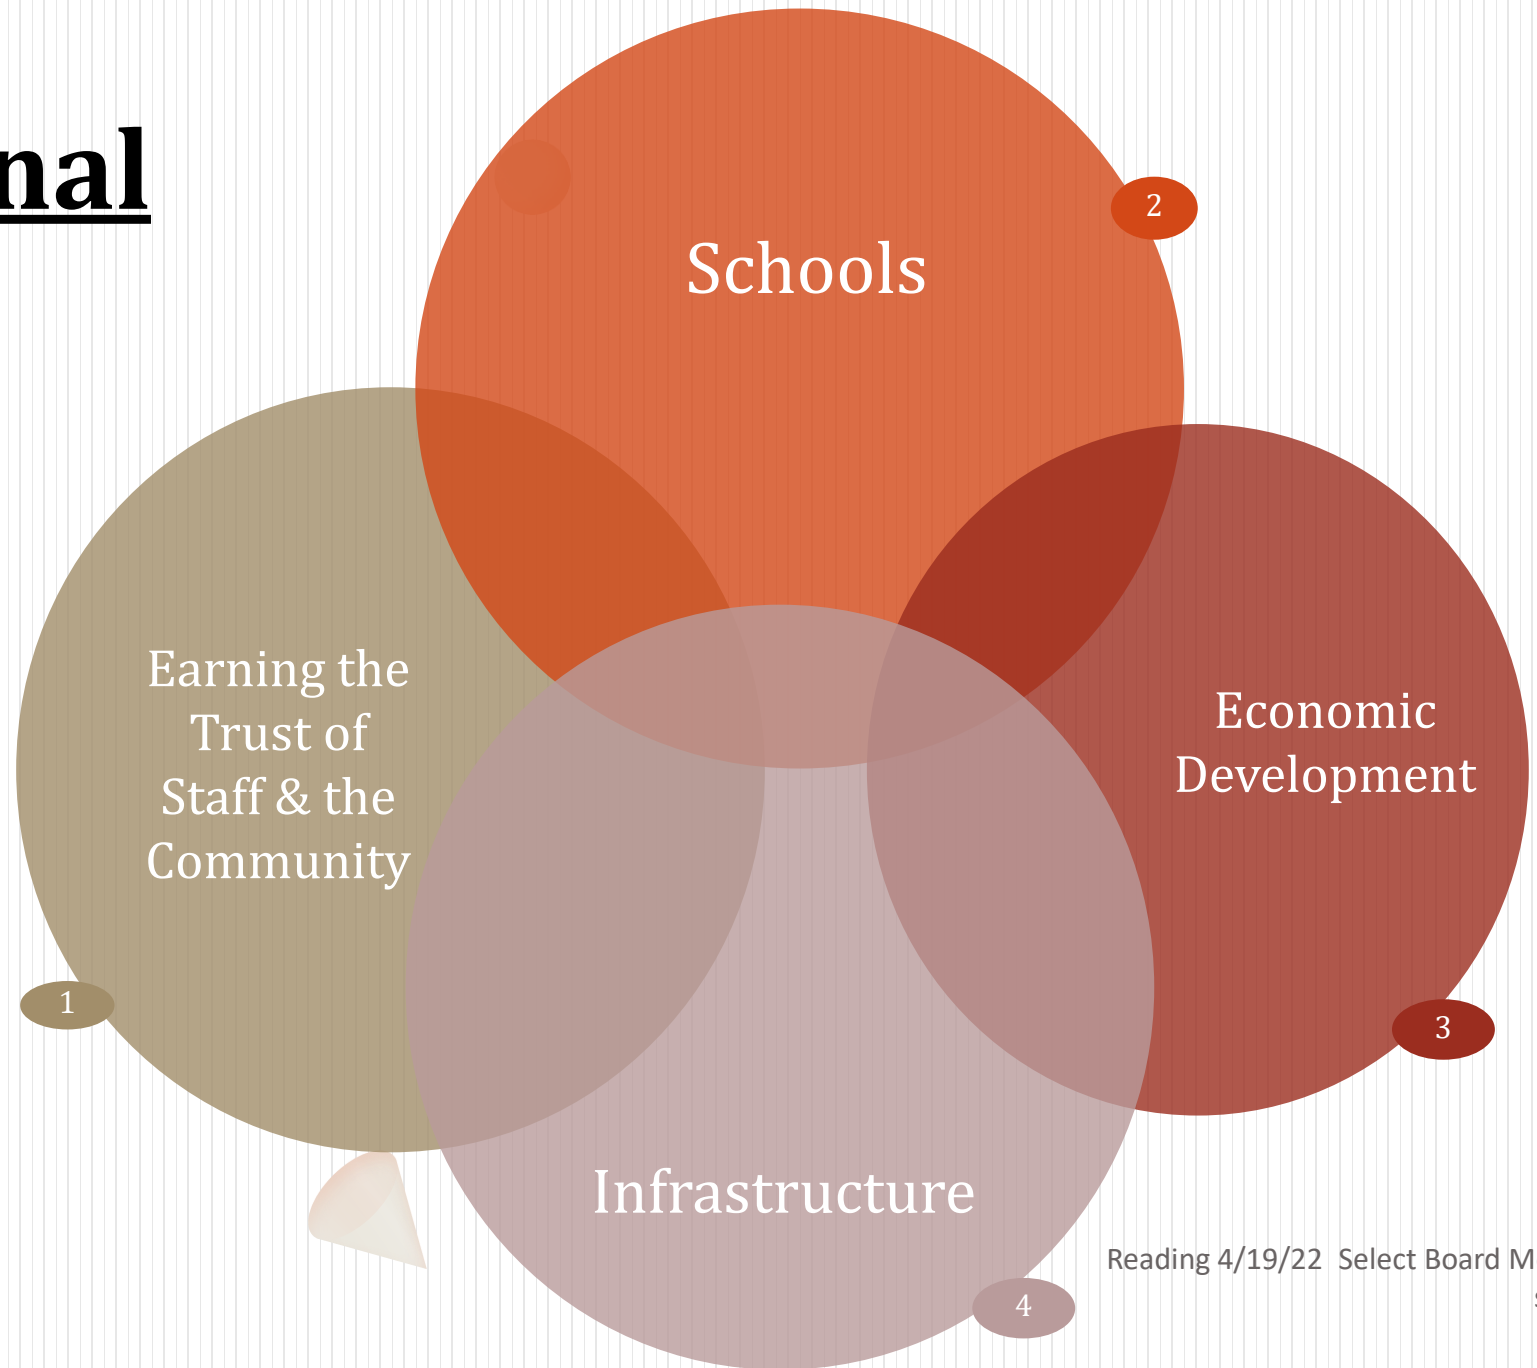 nal
2
Schools
Earning the
Trust of
Staff & the
Community
Economic
Development
1
3
Infrastructure
Reading 4/19/22 Select Board M
4